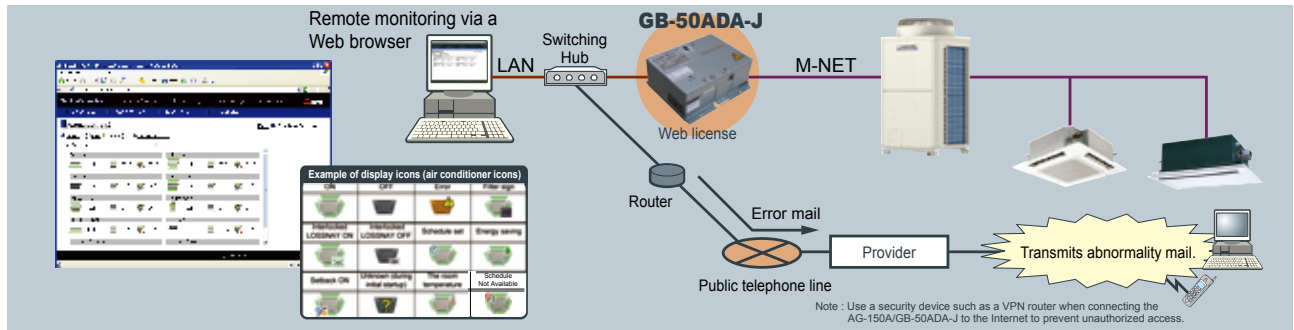 Remote monitoring via a
Web browser
LAN
Switching
Hub
GB-50ADA-J
Web license
M-NET
Example of display icons (air conditioner icons)
ON
OFF
Error
Filter sign
Interlocked
LOSSNAY ON
Interlocked
LOSSNAY OFF
Schedule set
Energy saving
Setback ON
Unknown (during
initial startup)
The room
temperature
Schedule
Not Available
Router
Error mail
Public telephone line
Provider
Transmits abnormality mail.
Note : Use a security device such as a VPN router when connecting the
AG-150A/GB-50ADA-J to the Internet to prevent unauthorized access.